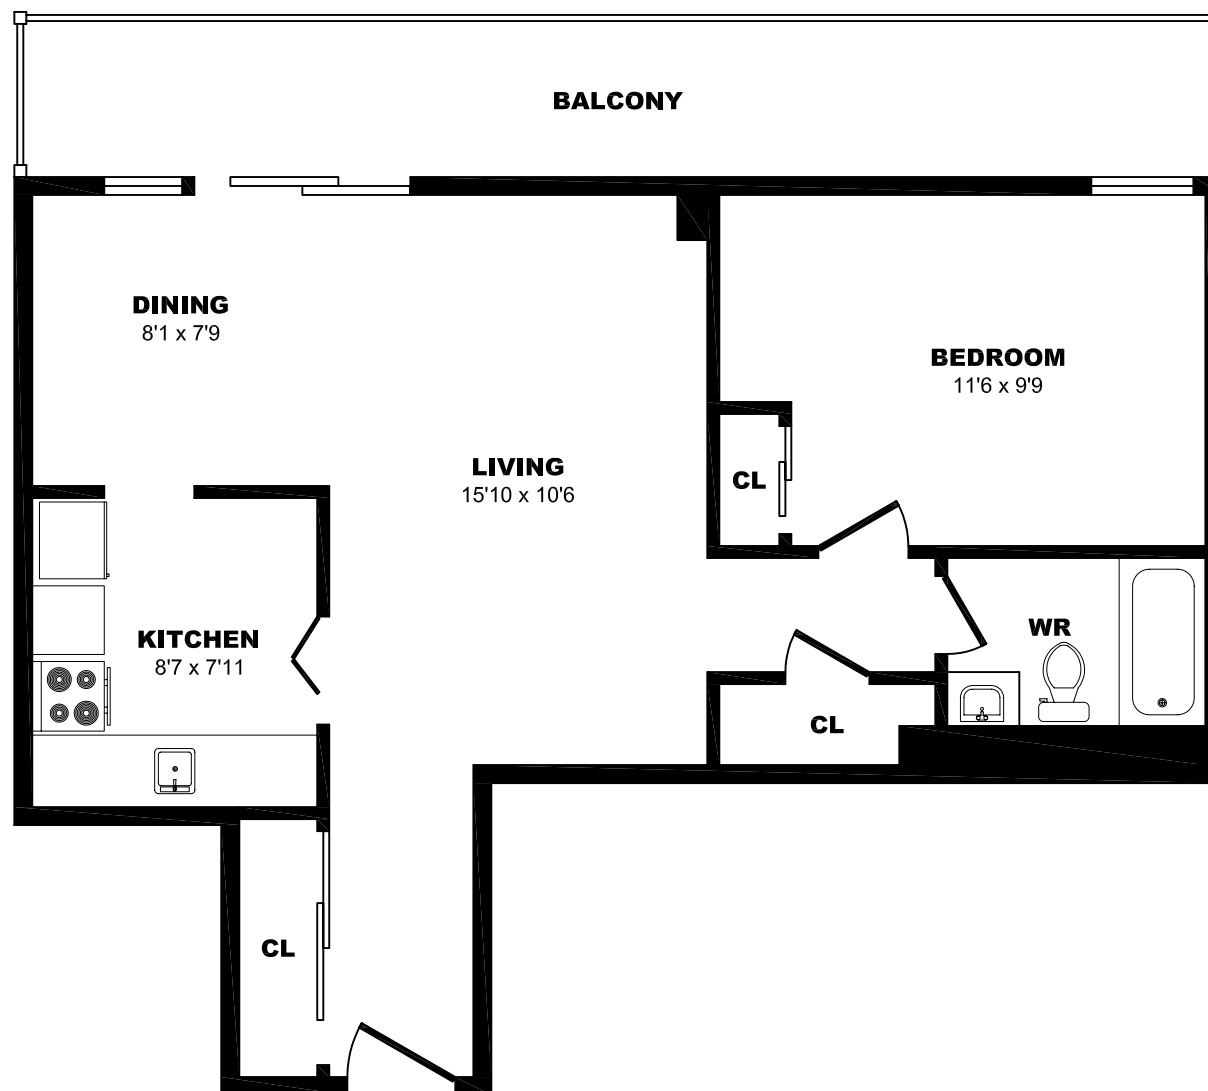 BALCONY
DINING
8'1 x 7'9
BEDROOM
11'6 x 9'9
LIVING
15'10 x 10'6
CL
KITCHEN
8'7 x 7'11
WR
CL
CL